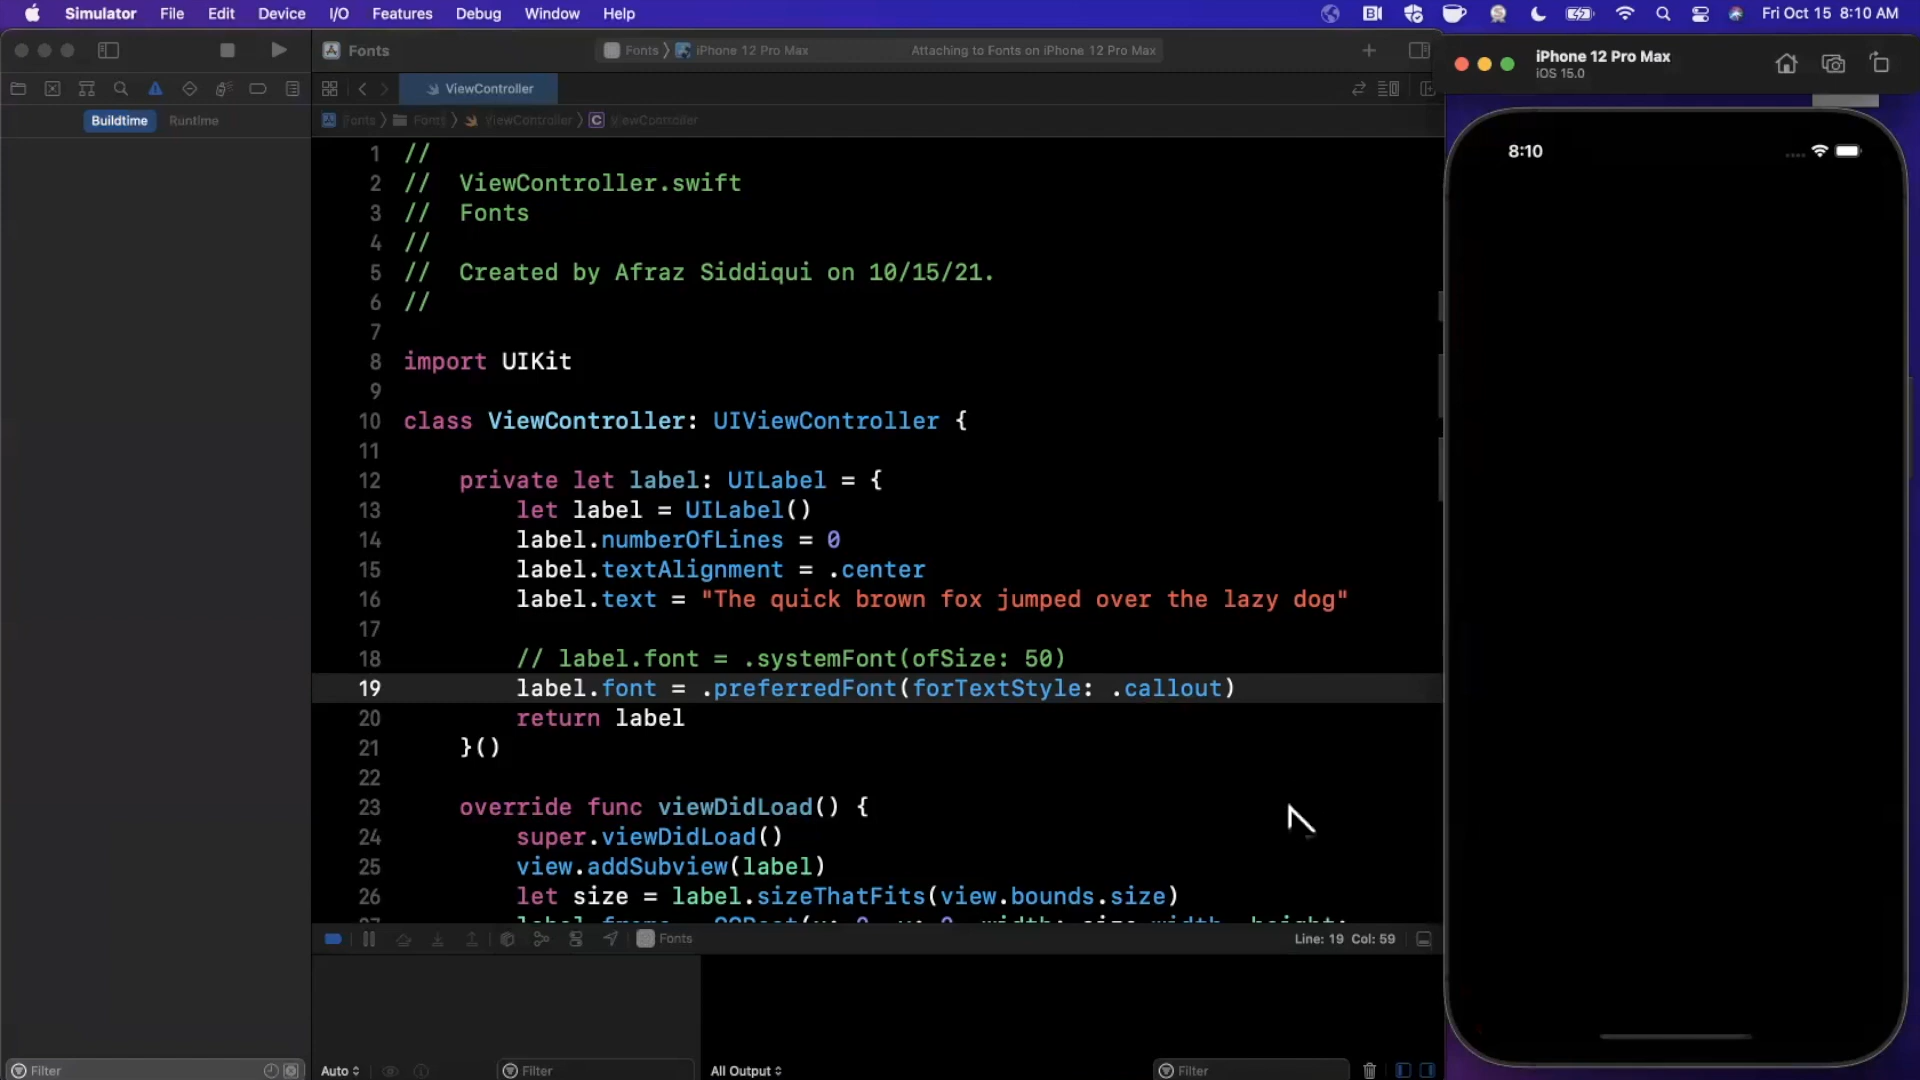 Simulator File Edit Device I/O Features Debug Window Help Fri Oct 15 8:10 AM
Fonts Fonts iPhone 12 Pro Max Attaching to Fonts on iPhone 12 Pro Max
iPhone 12 Pro Max
iOS 15.0
ViewController
Buildtime Runtime
Fonts Fonts ViewController ViewController
8:10
1 //
2 // ViewController.swift
3 // Fonts
4 //
5 // Created by Afraz Siddiqui on 10/15/21.
6 //
7
8 import UIKit
9
10 class ViewController: UIViewController {
11
12 private let label: UILabel = {
13 let label = UILabel()
14 label.numberOfLines = 0
15 label.textAlignment = .center
16 label.text = "The quick brown fox jumped over the lazy dog"
17
18 // label.font = .systemFont(ofSize: 50)
19 label.font = .preferredFont(forTextStyle: .callout)
20 return label
21 }()
22
23 override func viewDidLoad() {
24 super.viewDidLoad()
25 view.addSubview(label)
26 let size = label.sizeThatFits(view.bounds.size)
Fonts Line: 19 Col: 59
Filter Auto Filter All Output Filter